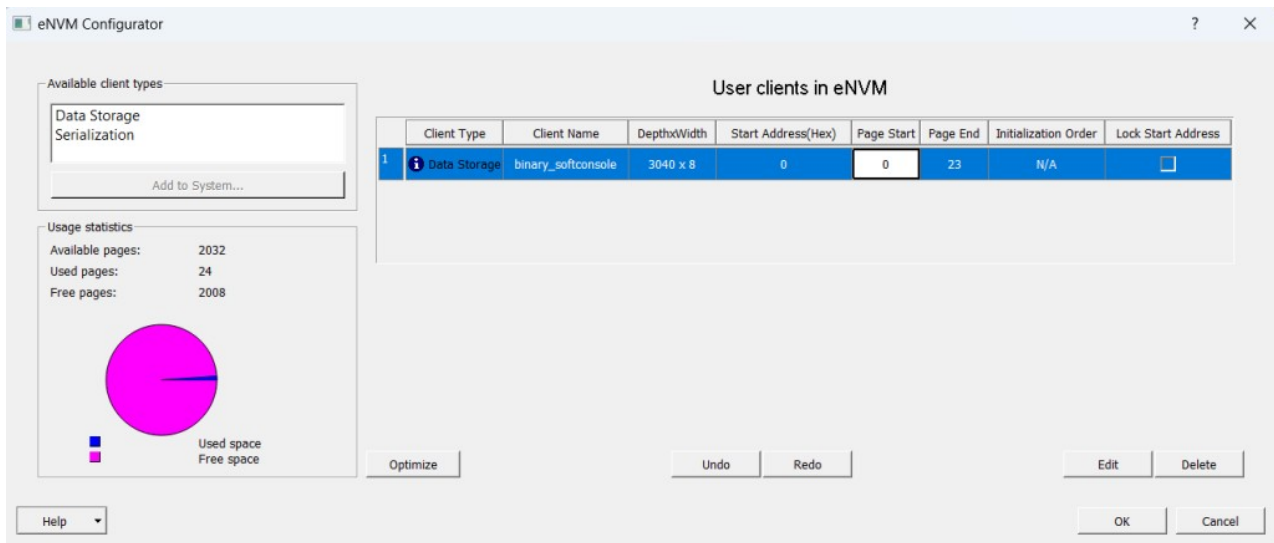 eNVM Configurator
?
Available client types
Data Storage
Serialization
Add to System...
Usage statistics
Available pages: 2032
Used pages: 24
Free pages: 2008
Used space
Free space
User clients in eNVM
Client Type Client Name DepthxWidth Start Address(Hex) Page Start Page End Initialization Order Lock Start Address
1 Data Storage binary_softconsole 3040 x 8 0 0 23 N/A
Optimize Undo Redo Edit Delete
Help OK Cancel